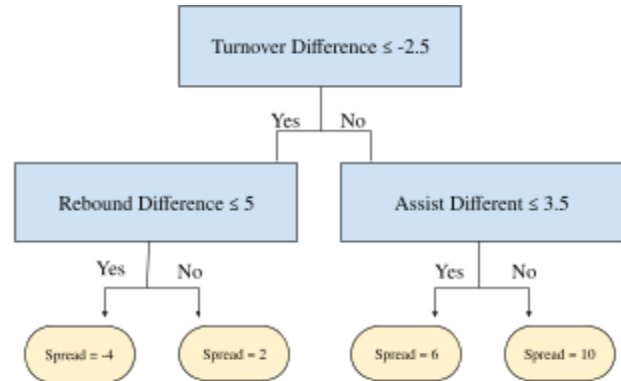 Turnover Difference ≤ -2.5
Yes No
Rebound Difference ≤ 5
Assist Different ≤ 3.5
Yes No
Yes No
Spread = -4
Spread = 2
Spread = 6
Spread = 10